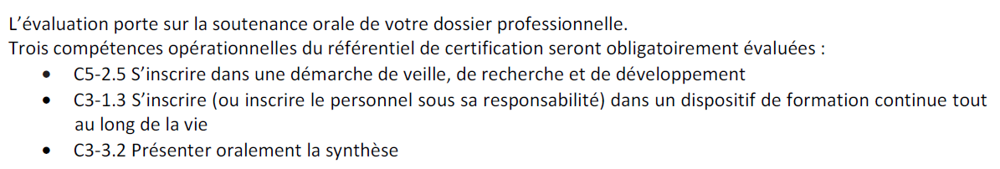 L’évaluation porte sur la soutenance orale de votre dossier professionnelle.
Trois compétences opérationnelles du référentiel de certification seront obligatoirement évaluées :
• C5-2.5 S’inscrire dans une démarche de veille, de recherche et de développement
• C3-1.3 S’inscrire (ou inscrire le personnel sous sa responsabilité) dans un dispositif de formation continue tout
au long de la vie
• C3-3.2 Présenter oralement la synthèse